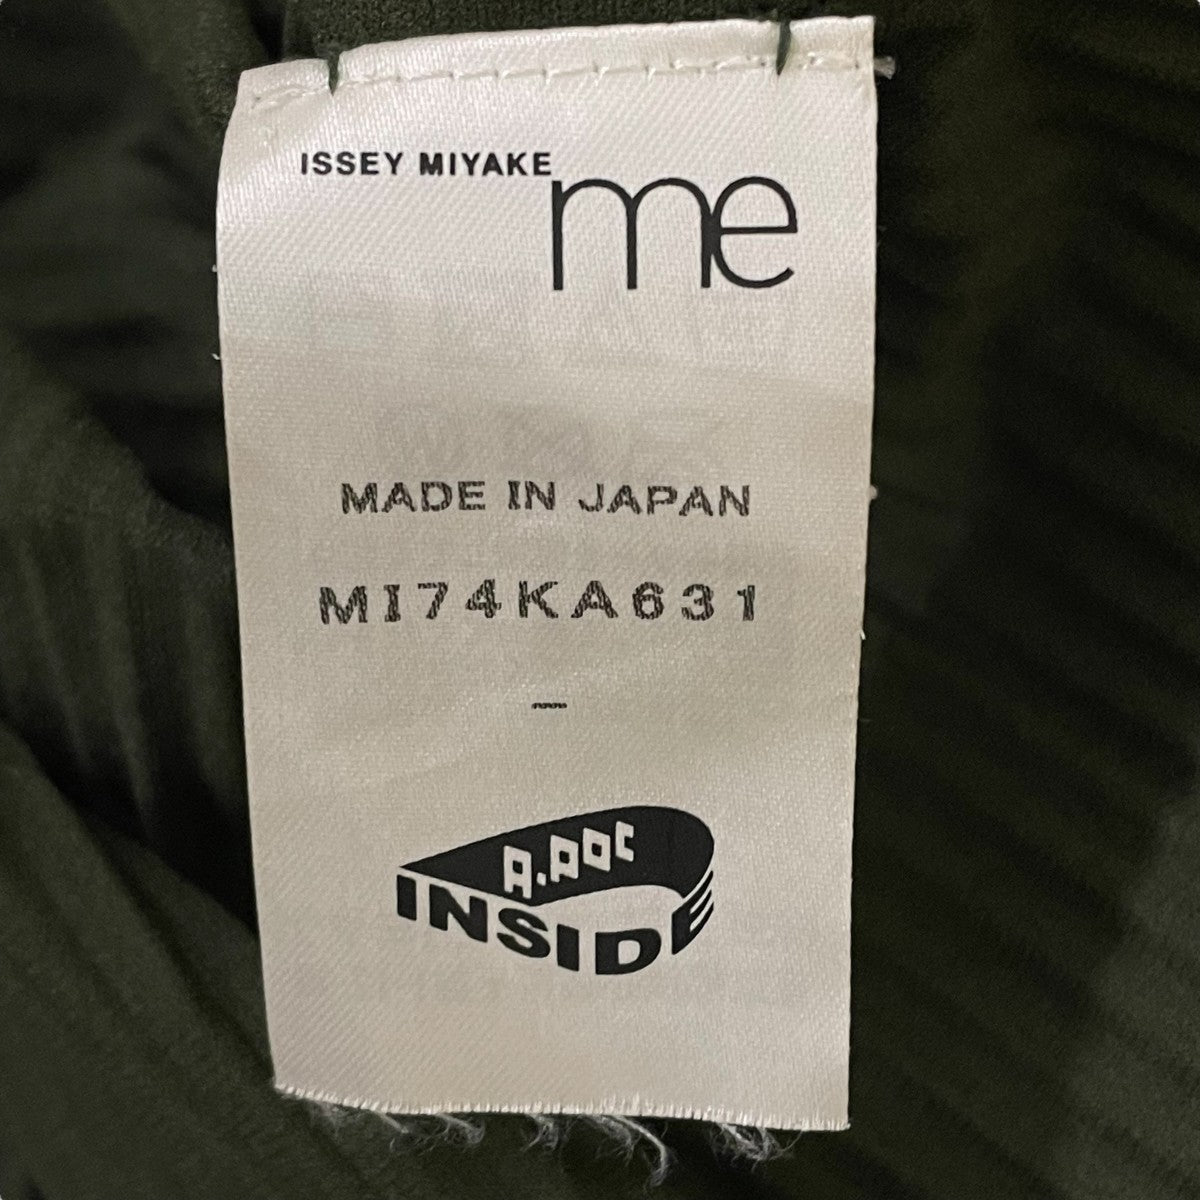 ISSEY MIYAKE
me
MADE IN JAPAN
MI74KA631
-
A.POC
INSIDE